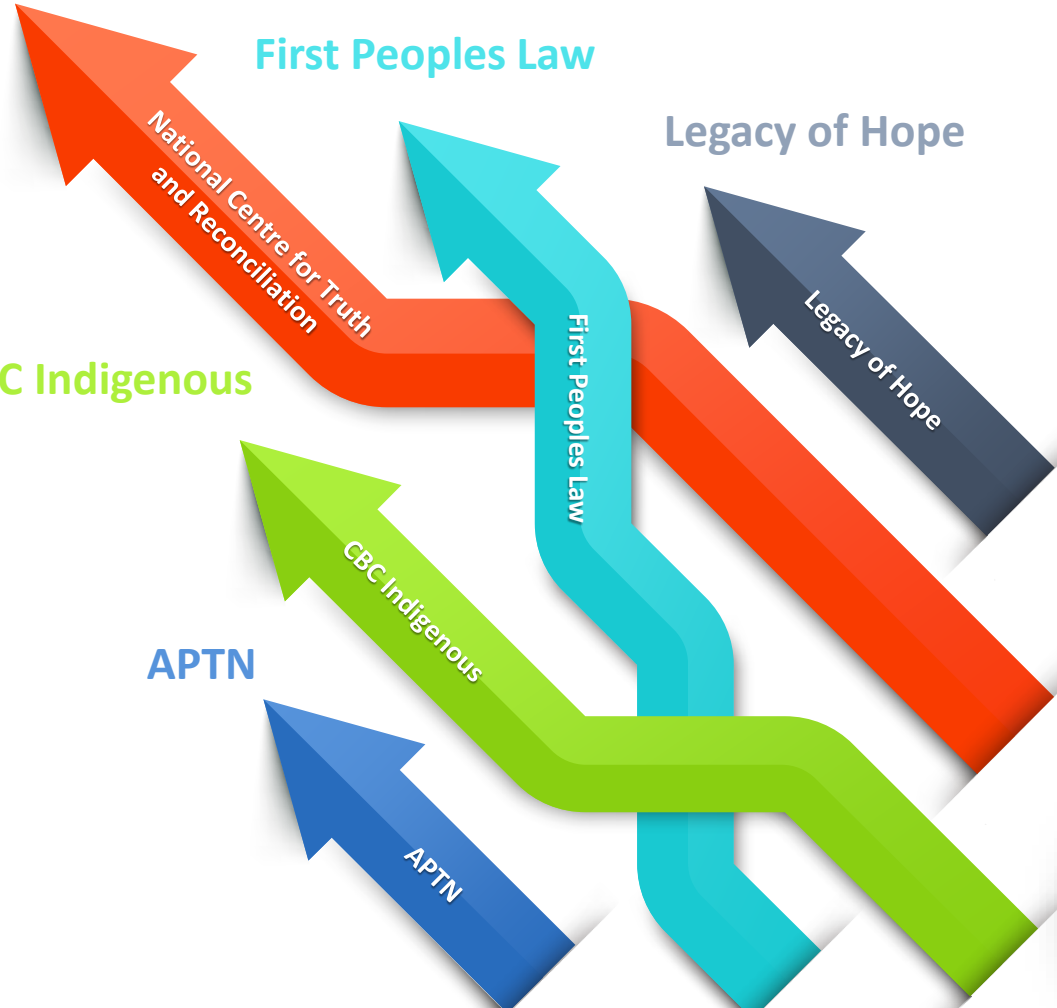 First Peoples Law
Legacy of Hope
National Centre for Truth
and Reconciliation
Legacy of Hope
First Peoples Law
C Indigenous
CBC Indigenous
APTN
APTN